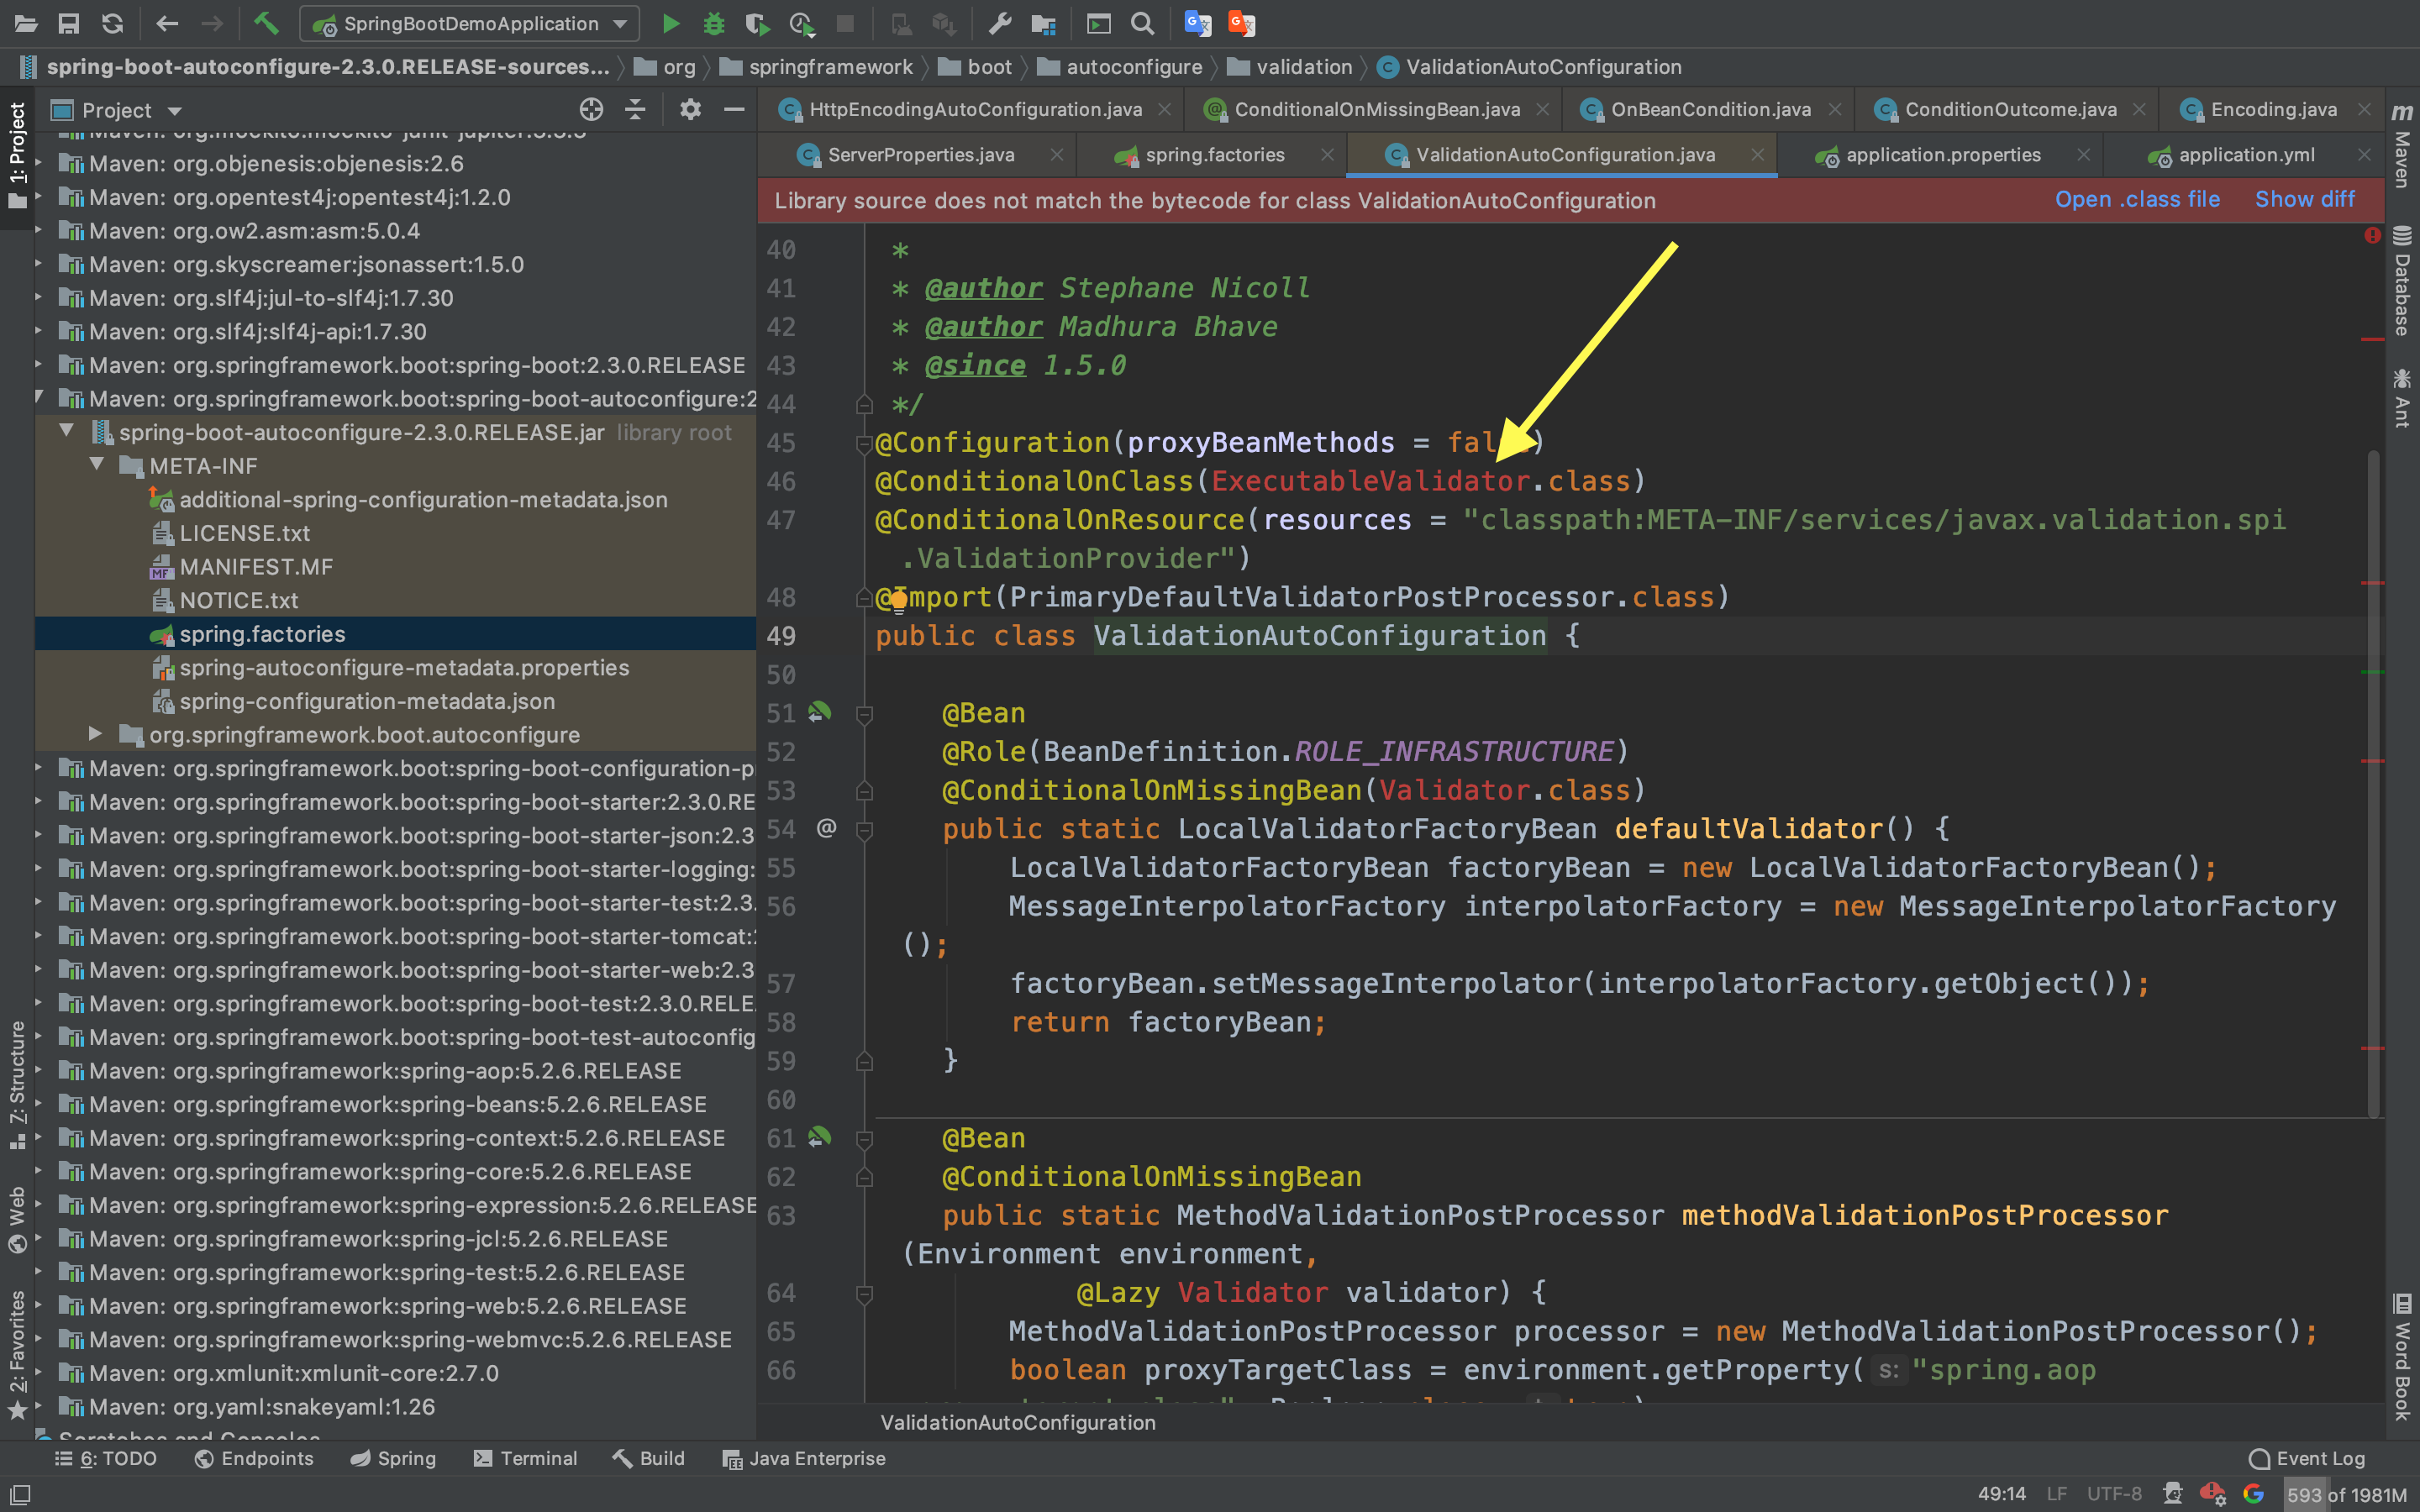 SpringBootDemoApplication
spring-boot-autoconfigure-2.3.0.RELEASE-sources... org springframework boot autoconfigure validation ValidationAutoConfiguration
1: Project
Project
Maven: org.mockito:mockito-junit-jupiter:3.3.3
Maven: org.objenesis:objenesis:2.6
Maven: org.opentest4j:opentest4j:1.2.0
Maven: org.ow2.asm:asm:5.0.4
Maven: org.skyscreamer:jsonassert:1.5.0
Maven: org.slf4j:jul-to-slf4j:1.7.30
Maven: org.slf4j:slf4j-api:1.7.30
Maven: org.springframework.boot:spring-boot:2.3.0.RELEASE
Maven: org.springframework.boot:spring-boot-autoconfigure:2
spring-boot-autoconfigure-2.3.0.RELEASE.jar library root
META-INF
additional-spring-configuration-metadata.json
LICENSE.txt
MANIFEST.MF
NOTICE.txt
spring.factories
spring-autoconfigure-metadata.properties
spring-configuration-metadata.json
org.springframework.boot.autoconfigure
Maven: org.springframework.boot:spring-boot-configuration-p
Maven: org.springframework.boot:spring-boot-starter:2.3.0.RE
Maven: org.springframework.boot:spring-boot-starter-json:2.3
Maven: org.springframework.boot:spring-boot-starter-logging:
Maven: org.springframework.boot:spring-boot-starter-test:2.3.
Maven: org.springframework.boot:spring-boot-starter-tomcat:2
Maven: org.springframework.boot:spring-boot-starter-web:2.3
Maven: org.springframework.boot:spring-boot-test:2.3.0.RELE
Maven: org.springframework.boot:spring-boot-test-autoconfig
Maven: org.springframework:spring-aop:5.2.6.RELEASE
Maven: org.springframework:spring-beans:5.2.6.RELEASE
Maven: org.springframework:spring-context:5.2.6.RELEASE
Maven: org.springframework:spring-core:5.2.6.RELEASE
Maven: org.springframework:spring-expression:5.2.6.RELEASE
Maven: org.springframework:spring-jcl:5.2.6.RELEASE
Maven: org.springframework:spring-test:5.2.6.RELEASE
Maven: org.springframework:spring-web:5.2.6.RELEASE
Maven: org.springframework:spring-webmvc:5.2.6.RELEASE
Maven: org.xmlunit:xmlunit-core:2.7.0
Maven: org.yaml:snakeyaml:1.26
Scratches and Consoles
7: Structure
Web
2: Favorites
HttpEncodingAutoConfiguration.java ConditionalOnMissingBean.java OnBeanCondition.java ConditionOutcome.java Encoding.java
ServerProperties.java spring.factories ValidationAutoConfiguration.java application.properties application.yml
Library source does not match the bytecode for class ValidationAutoConfiguration Open .class file Show diff
40 *
41 * @author Stephane Nicoll
42 * @author Madhura Bhave
43 * @since 1.5.0
44 */
45 @Configuration(proxyBeanMethods = fal )
46 @ConditionalOnClass(ExecutableValidator.class)
47 @ConditionalOnResource(resources = "classpath:META-INF/services/javax.validation.spi
.ValidationProvider")
48 @Import(PrimaryDefaultValidatorPostProcessor.class)
49 public class ValidationAutoConfiguration {
50
51 @Bean
52 @Role(BeanDefinition.ROLE_INFRASTRUCTURE)
53 @ConditionalOnMissingBean(Validator.class)
54 @ public static LocalValidatorFactoryBean defaultValidator() {
55 LocalValidatorFactoryBean factoryBean = new LocalValidatorFactoryBean();
56 MessageInterpolatorFactory interpolatorFactory = new MessageInterpolatorFactory
();
57 factoryBean.setMessageInterpolator(interpolatorFactory.getObject());
58 return factoryBean;
59 }
60
61 @Bean
62 @ConditionalOnMissingBean
63 public static MethodValidationPostProcessor methodValidationPostProcessor
(Environment environment,
64 @Lazy Validator validator) {
65 MethodValidationPostProcessor processor = new MethodValidationPostProcessor();
66 boolean proxyTargetClass = environment.getProperty( s: "spring.aop
ValidationAutoConfiguration
Maven
Database
Ant
Word Book
6: TODO Endpoints Spring Terminal Build Java Enterprise Event Log
49:14 LF UTF-8 593 of 1981M